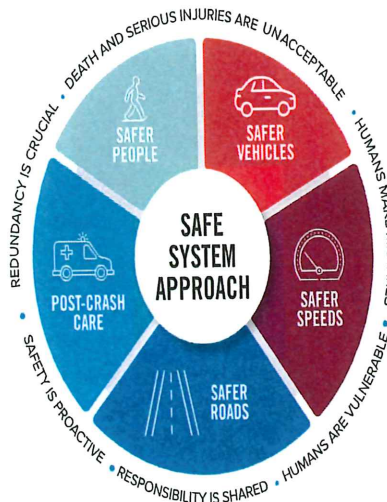 DEATH AND SERIOUS INJURIES ARE UNACCEPTABLE
HUMANS
HUMANS ARE VULNERABLE
RESPONSIBILITY IS SHARED
SAFETY IS PROACTIVE
REDUNDANCY IS CRUCIAL
SAFER
PEOPLE
SAFER
VEHICLES
SAFER
SPEEDS
SAFER
ROADS
POST-CRASH
CARE
SAFE
SYSTEM
APPROACH